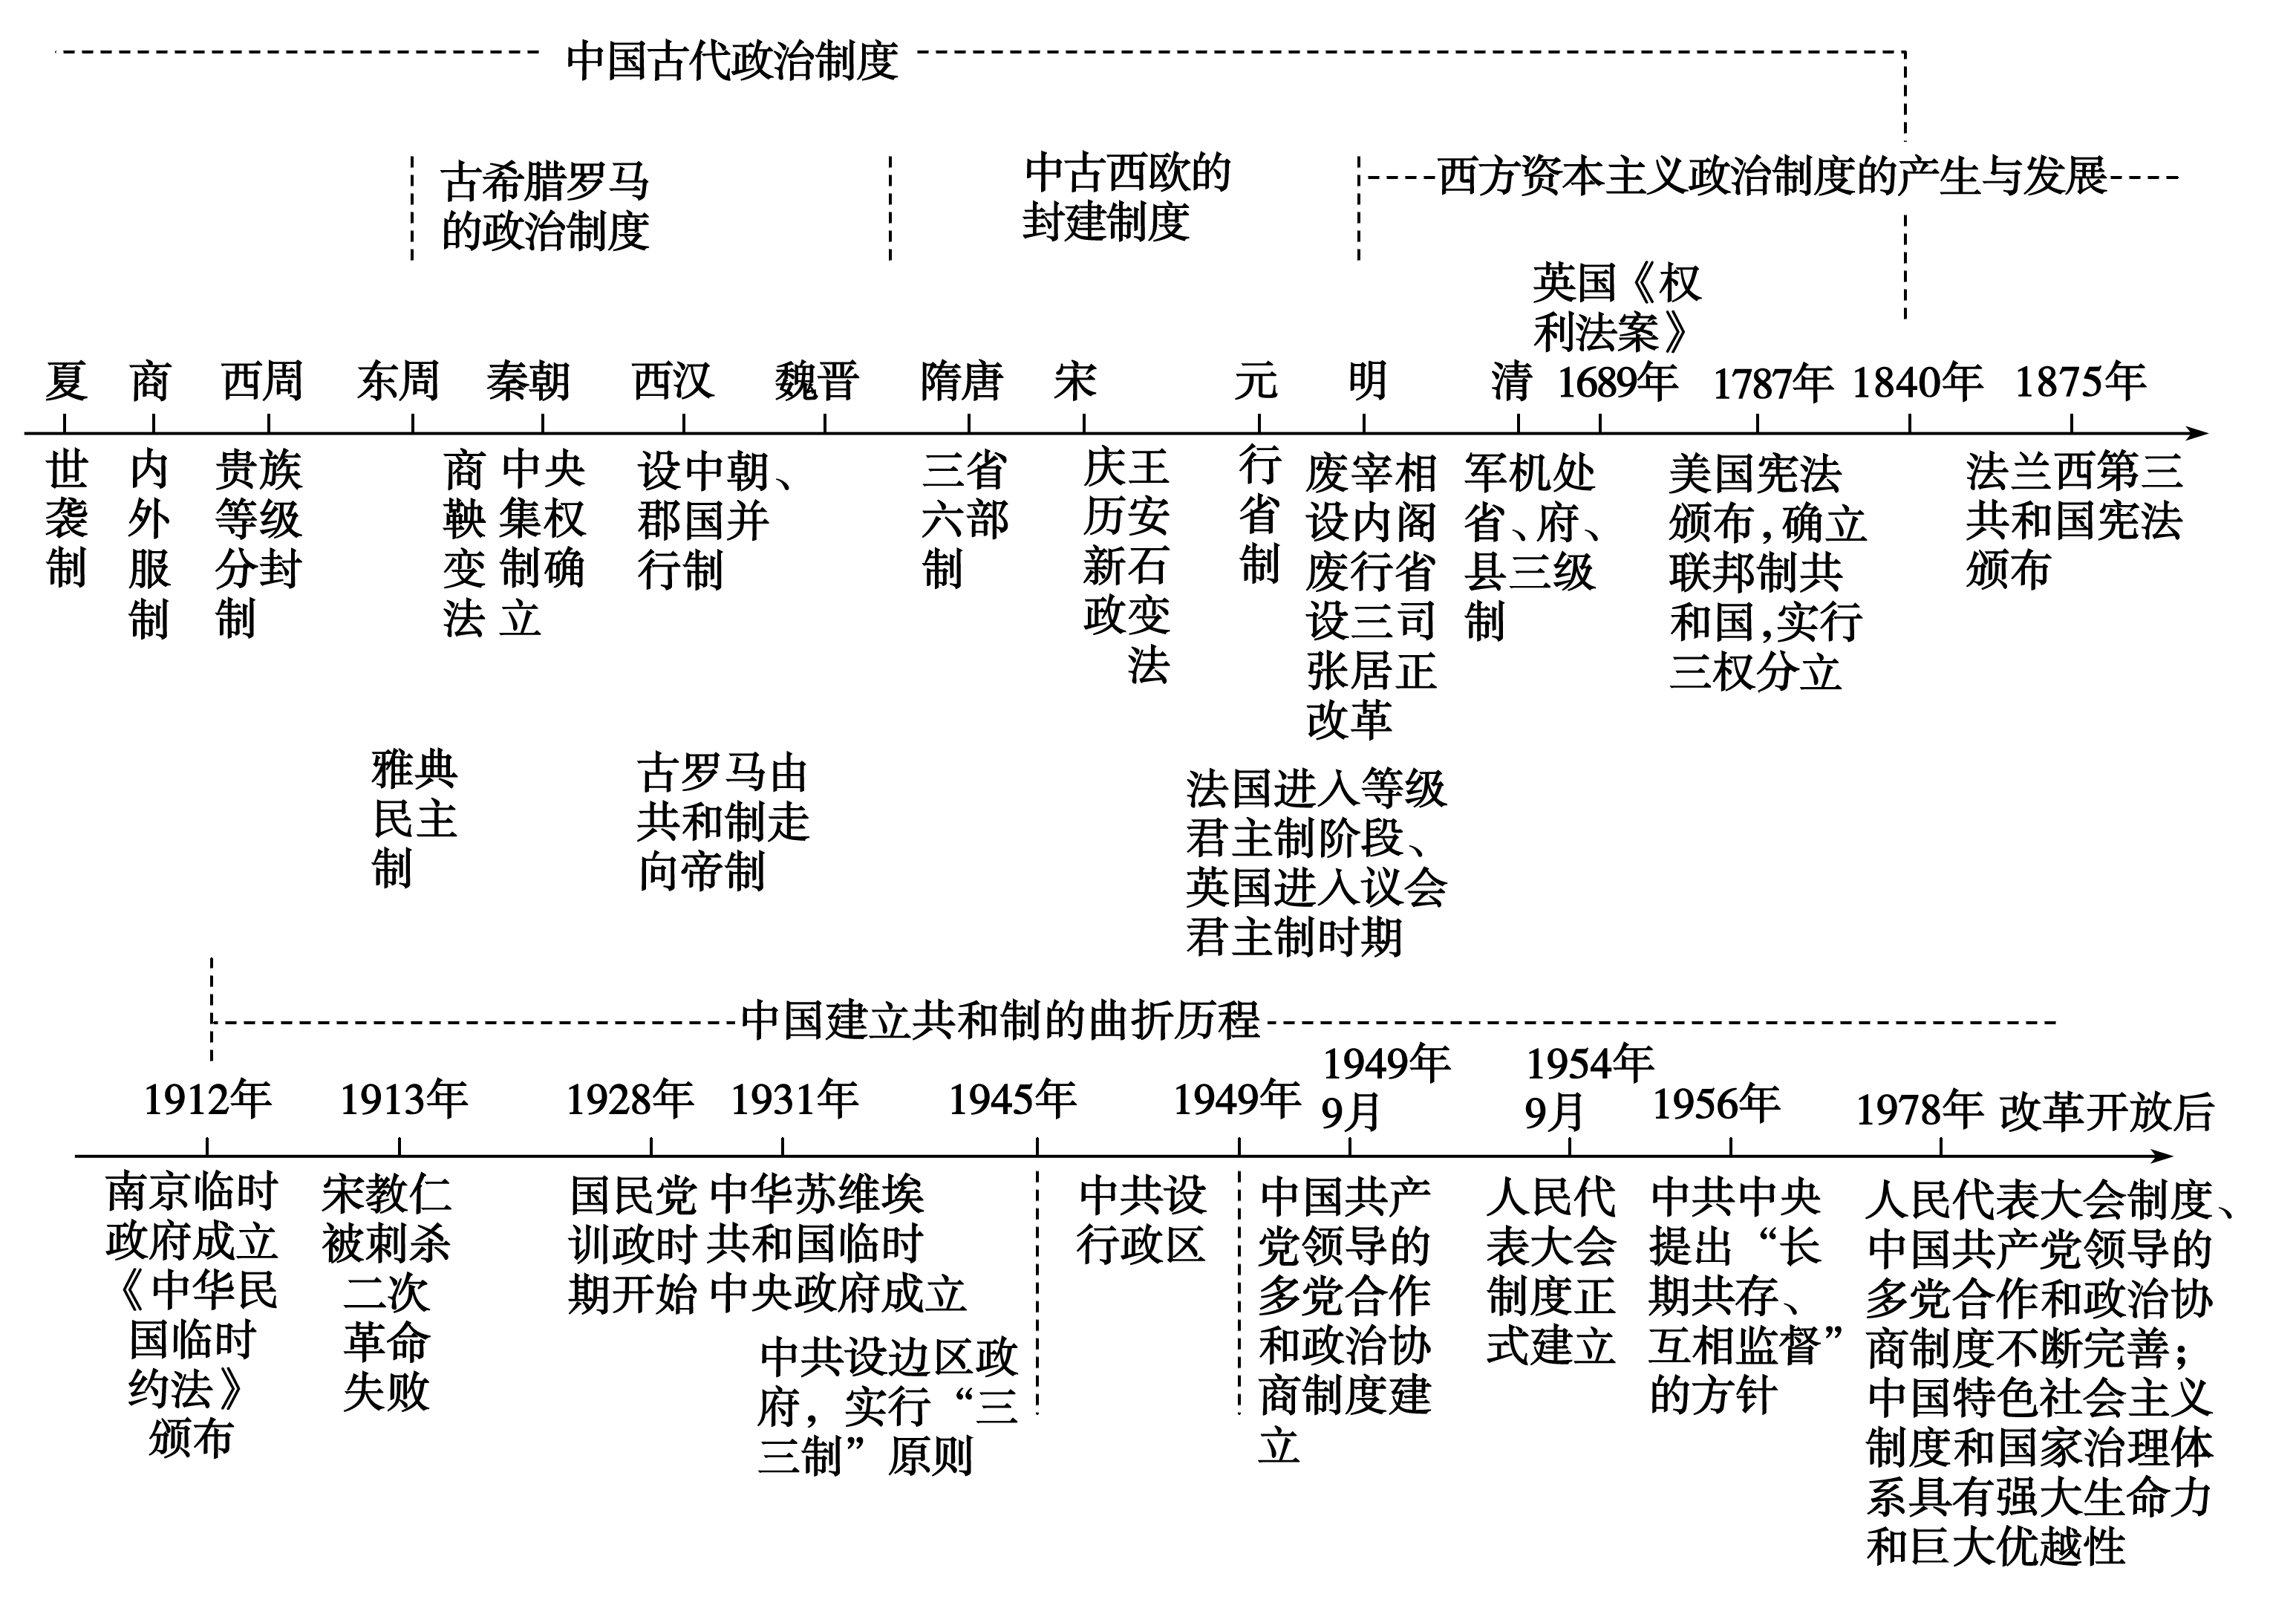 中国古代政治制度
古希腊罗马
的政治制度
中古西欧的
封建制度
西方资本主义政治制度的产生与发展
英国《权
利法案》
夏 商 西周 东周 秦朝 西汉 魏晋 隋唐 宋 元 明 清 1689年 1787年 1840年 1875年
世袭制
内外服制
贵族
等级
分封
制
商鞅变法
中央
集权
制确
立
设中朝、
郡国并
行制
三省
六部
制
庆历新政
王安石变法
行省制
废宰相
设内阁
废行省
设三司
张居正
改革
军机处
省、府、
县三级
制
美国宪法
颁布,确立
联邦制共
和国,实行
三权分立
法兰西第三
共和国宪法
颁布
雅典
民主
制
古罗马由
共和制走
向帝制
法国进入等级
君主制阶段、
英国进入议会
君主制时期
中国建立共和制的曲折历程
1912年 1913年 1928年 1931年 1945年 1949年 1949年
9月 1954年
9月 1956年 1978年 改革开放后
南京临时
政府成立
《中华民
国临时
约法》
颁布
宋教仁
被刺杀
二次
革命
失败
国民党
训政时
期开始
中华苏维埃
共和国临时
中央政府成立
中共设边区政
府，实行“三
三制”原则
中共设
行政区
中国共产
党领导的
多党合作
和政治协
商制度建
立
人民代
表大会
制度正
式建立
中共中央
提出“长
期共存、
互相监督”
的方针
人民代表大会制度、
中国共产党领导的
多党合作和政治协
商制度不断完善；
中国特色社会主义
制度和国家治理体
系具有强大生命力
和巨大优越性